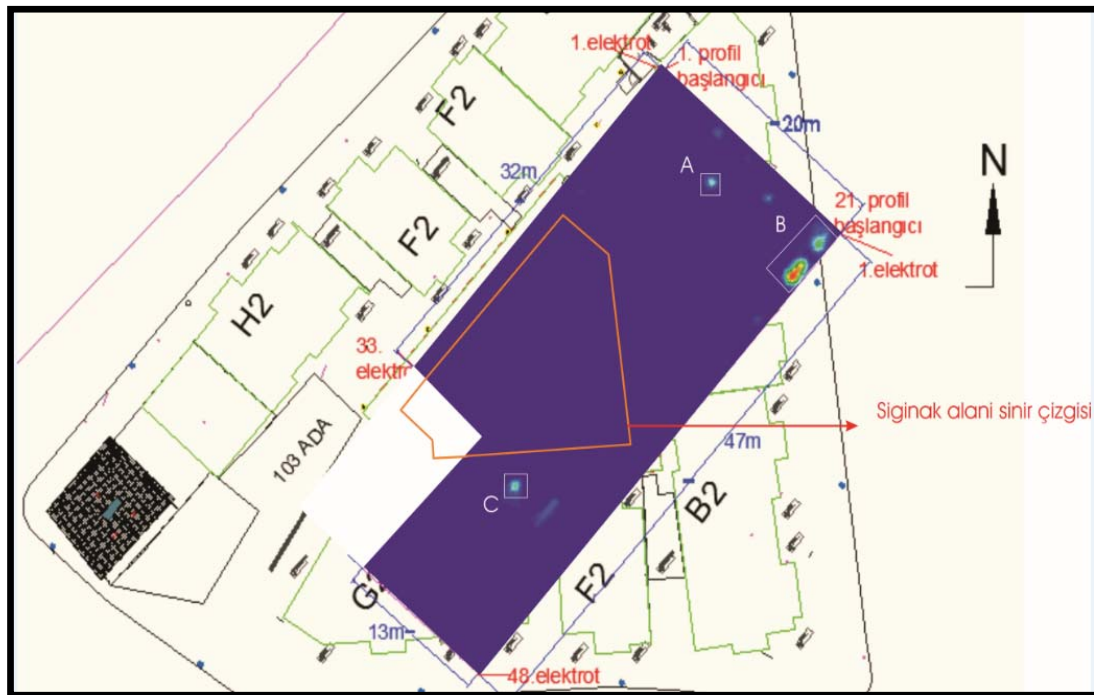 1.elektrot
1. profil
başlangıcı
20m
F2
32m
A
N
F2
21. profil
başlangıcı
B
1.elektrot
H2
33.
elektr
Siginak alani sinir çizgisi
47m
103 ADA
C
B2
F2
G2
13m
48.elektrot